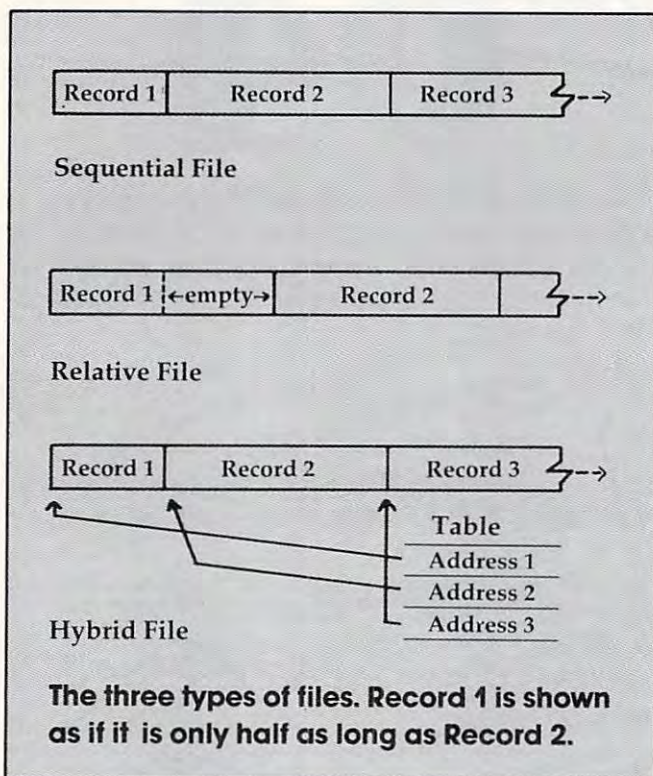 Record 1 Record 2 Record 3
Sequential File
Record 1 ←empty→ Record 2
Relative File
Record 1 Record 2 Record 3
Table
Address 1
Address 2
Address 3
Hybrid File
The three types of files. Record 1 is shown
as if it is only half as long as Record 2.